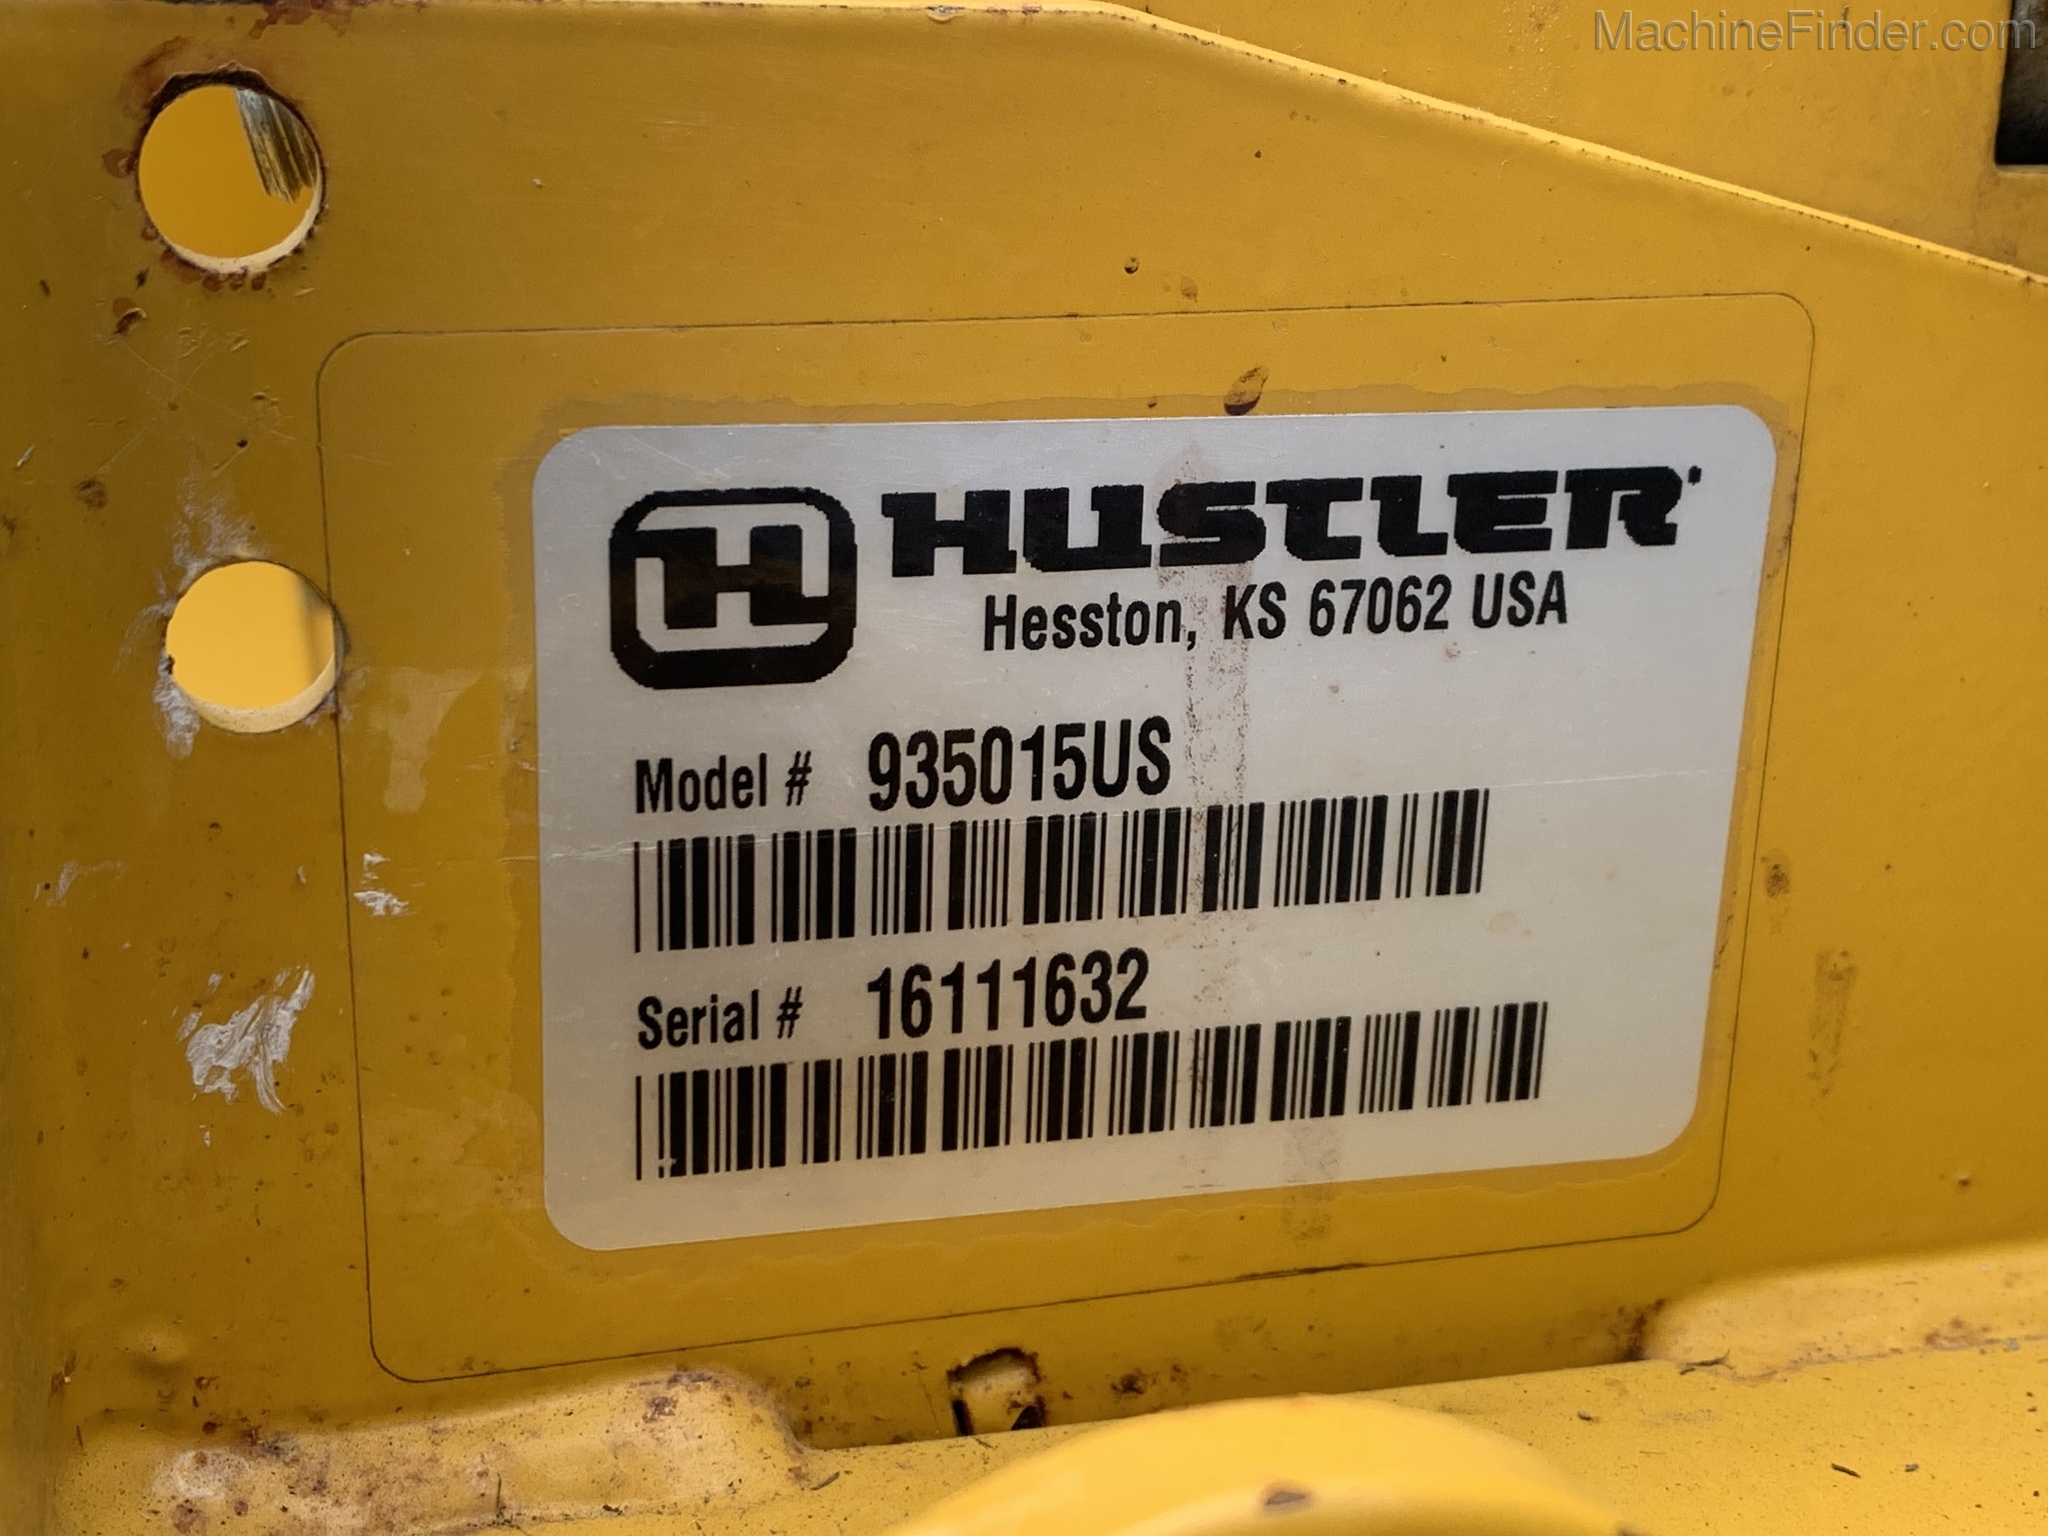 MachineFinder.com
H HUSTLER
Hesston, KS 67062 USA
Model # 935015US
Serial # 16111632